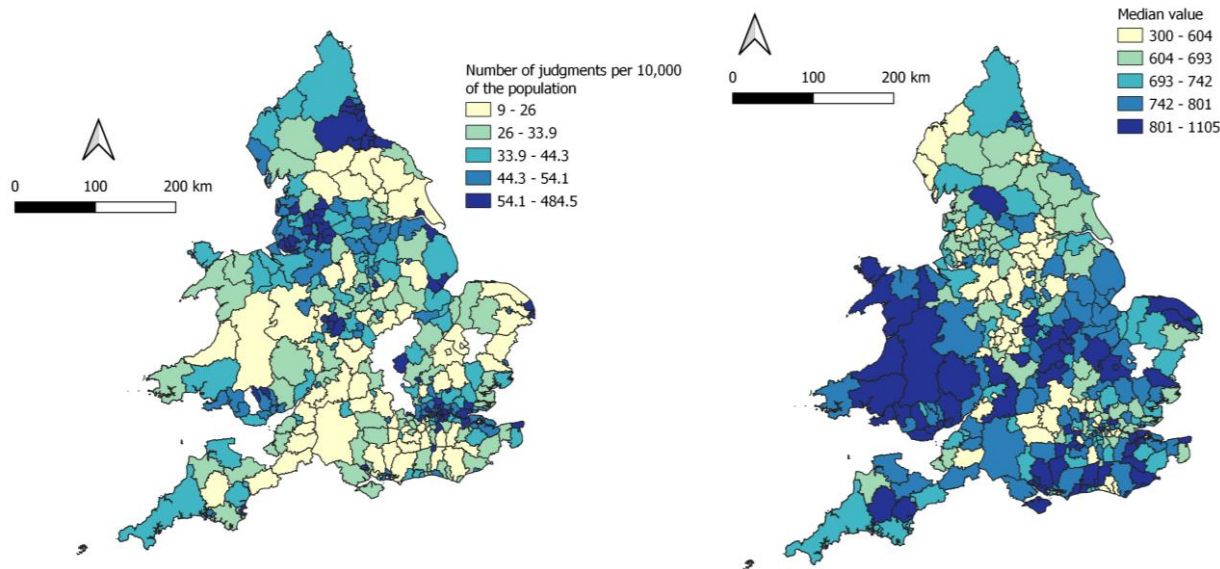 Number of judgments per 10,000
of the population
9 - 26
26 - 33.9
33.9 - 44.3
44.3 - 54.1
54.1 - 484.5
0 100 200 km
Median value
300 - 604
604 - 693
693 - 742
742 - 801
801 - 1105
0 100 200 km